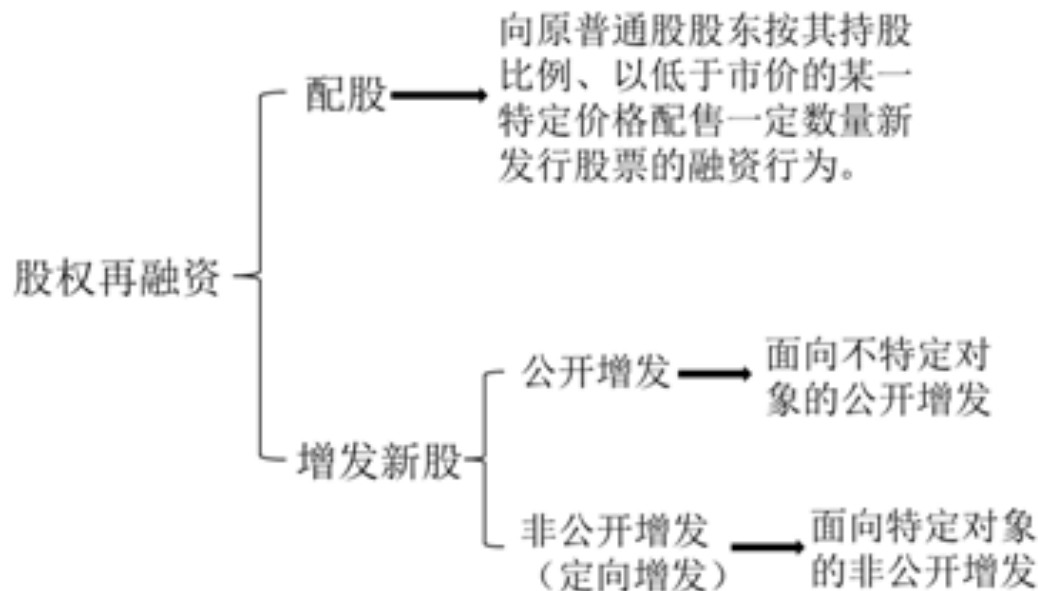 向原普通股股东按其持股
比例、以低于市价的某一
特定价格配售一定数量新
发行股票的融资行为。
配股
股权再融资
增发新股
公开增发
面向不特定对
象的公开增发
非公开增发
（定向增发）
面向特定对象
的非公开增发